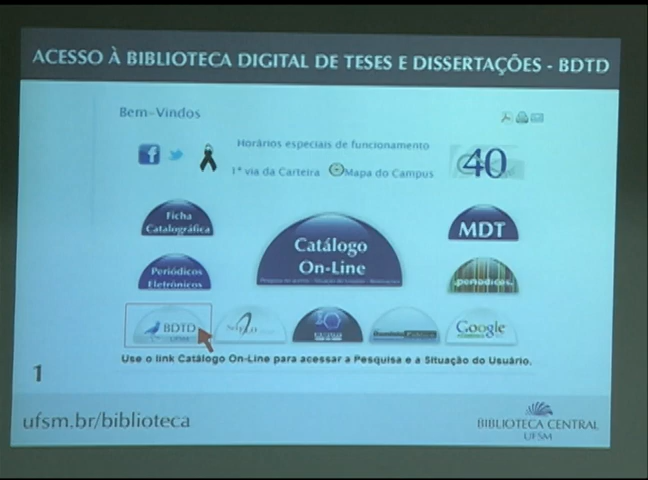 ACESSO À BIBLIOTECA DIGITAL DE TESES E DISSERTAÇÕES - BDTD
Bem-Vindos
Horários especiais de funcionamento
1ª via da Carteira
Mapa do Campus
40
Ficha
Catalográfica
Catálogo
On-Line
MDT
Periódicos
Eletrônicos
.periodicos.
BDTD
UFSM
Google
Use o link Catálogo On-Line para acessar a Pesquisa e a Situação do Usuário.
1
ufsm.br/biblioteca
BIBLIOTECA CENTRAL
UFSM